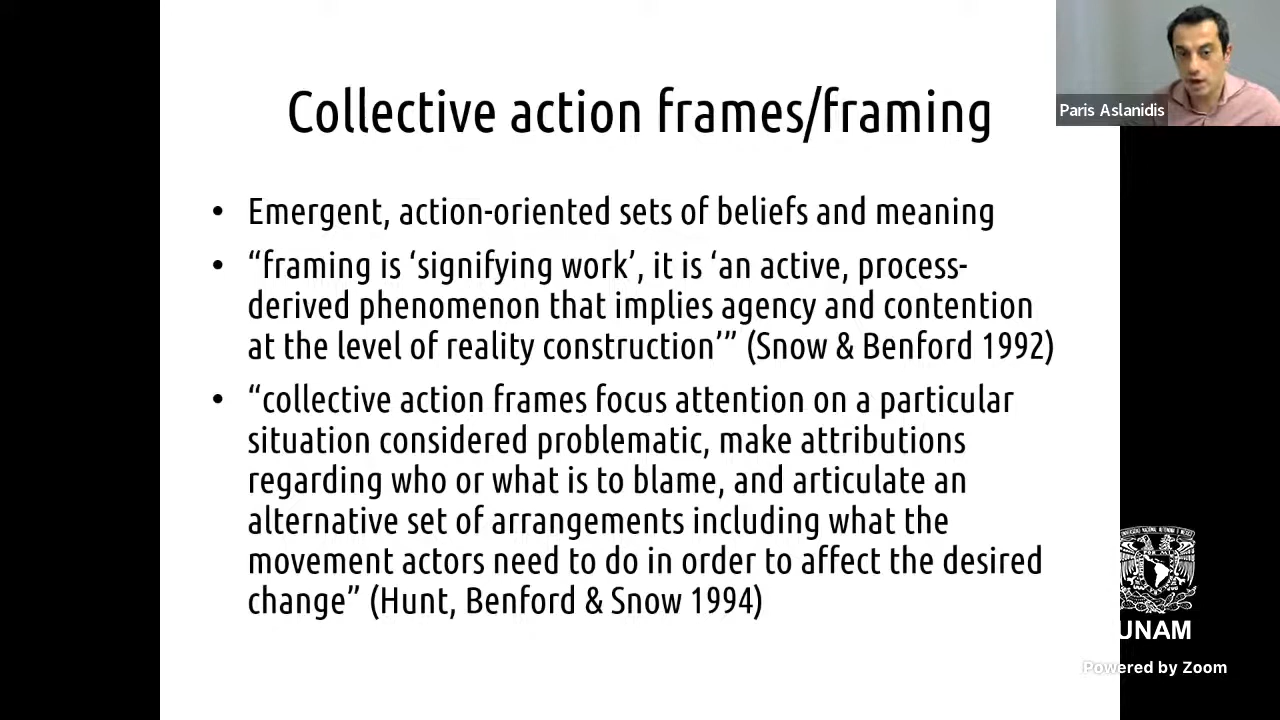 Collective action frames/framing
Paris Aslanidis
• Emergent, action-oriented sets of beliefs and meaning
• “framing is ‘signifying work’, it is ‘an active, process-
derived phenomenon that implies agency and contention
at the level of reality construction’” (Snow & Benford 1992)
• “collective action frames focus attention on a particular
situation considered problematic, make attributions
regarding who or what is to blame, and articulate an
alternative set of arrangements including what the
movement actors need to do in order to affect the desired
change” (Hunt, Benford & Snow 1994)
UNAM
Powered by Zoom